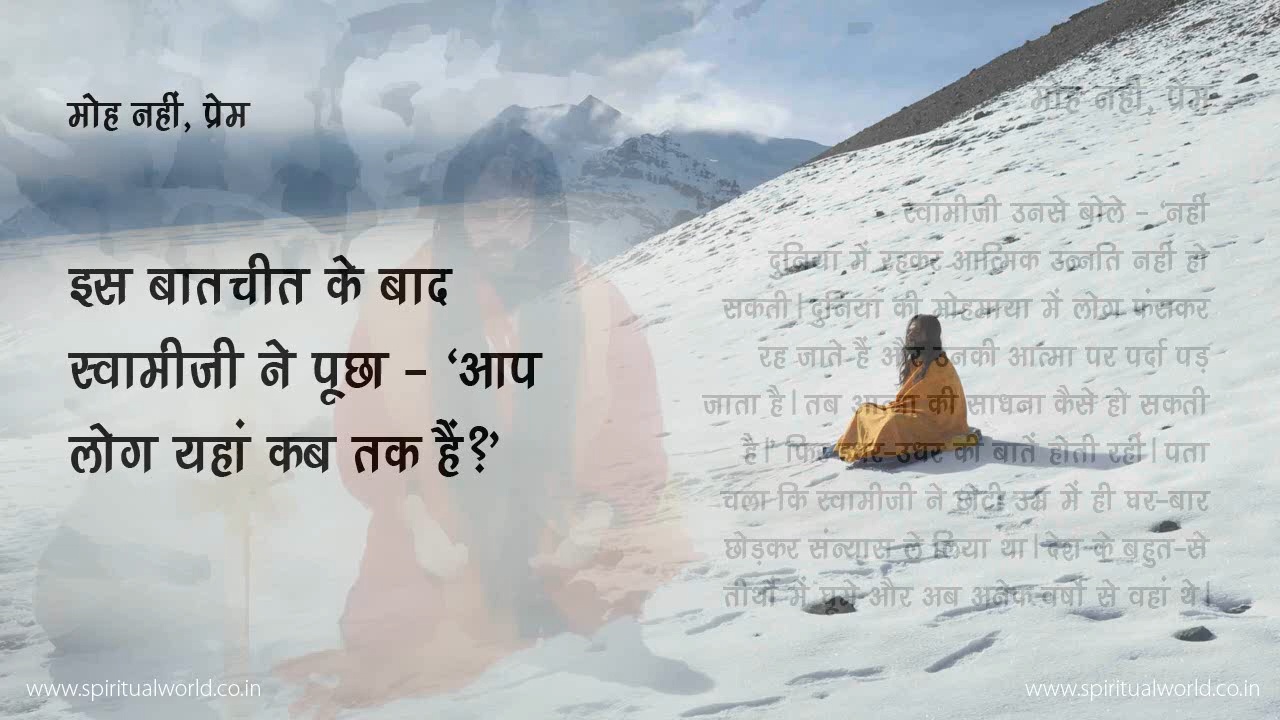 मोह नहीं, प्रेम
इस बातचीत के बाद
स्वामीजी ने पूछा – ‘आप
लोग यहां कब तक हैं?’
www.spiritualworld.co.in
मोह नहीं, प्रेम
स्वामीजी उनसे बोले – ‘नहीं
दुनिया में रहकर आत्मिक उन्नति नहीं हो
सकती। दुनिया की मोहमाया में लोग फंसकर
रह जाते हैं और उनकी आत्मा पर पर्दा पड़
जाता है। तब की साधना कैसे हो सकती
है।’ उधर की बातें होती रहीं। पता
चला कि स्वामीजी ने छोटी उम्र में ही घर-बार
छोड़कर संन्यास ले लिया था। देश के बहुत-से
तीर्थों में घूमे और अब अनेक वर्षों से वहां थे।
www.spiritualworld.co.in